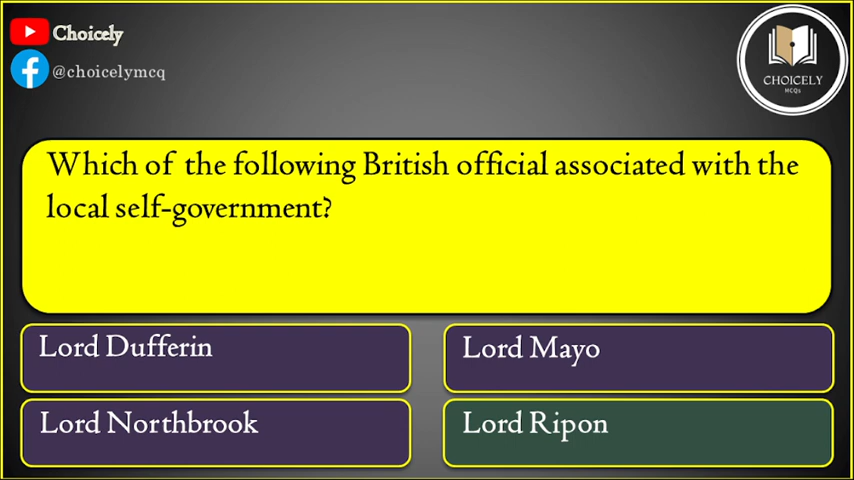 Choicely
@choicelymcq
CHOICELY
MCQs
Which of the following British official associated with the
local self-government?
Lord Dufferin
Lord Mayo
Lord Northbrook
Lord Ripon